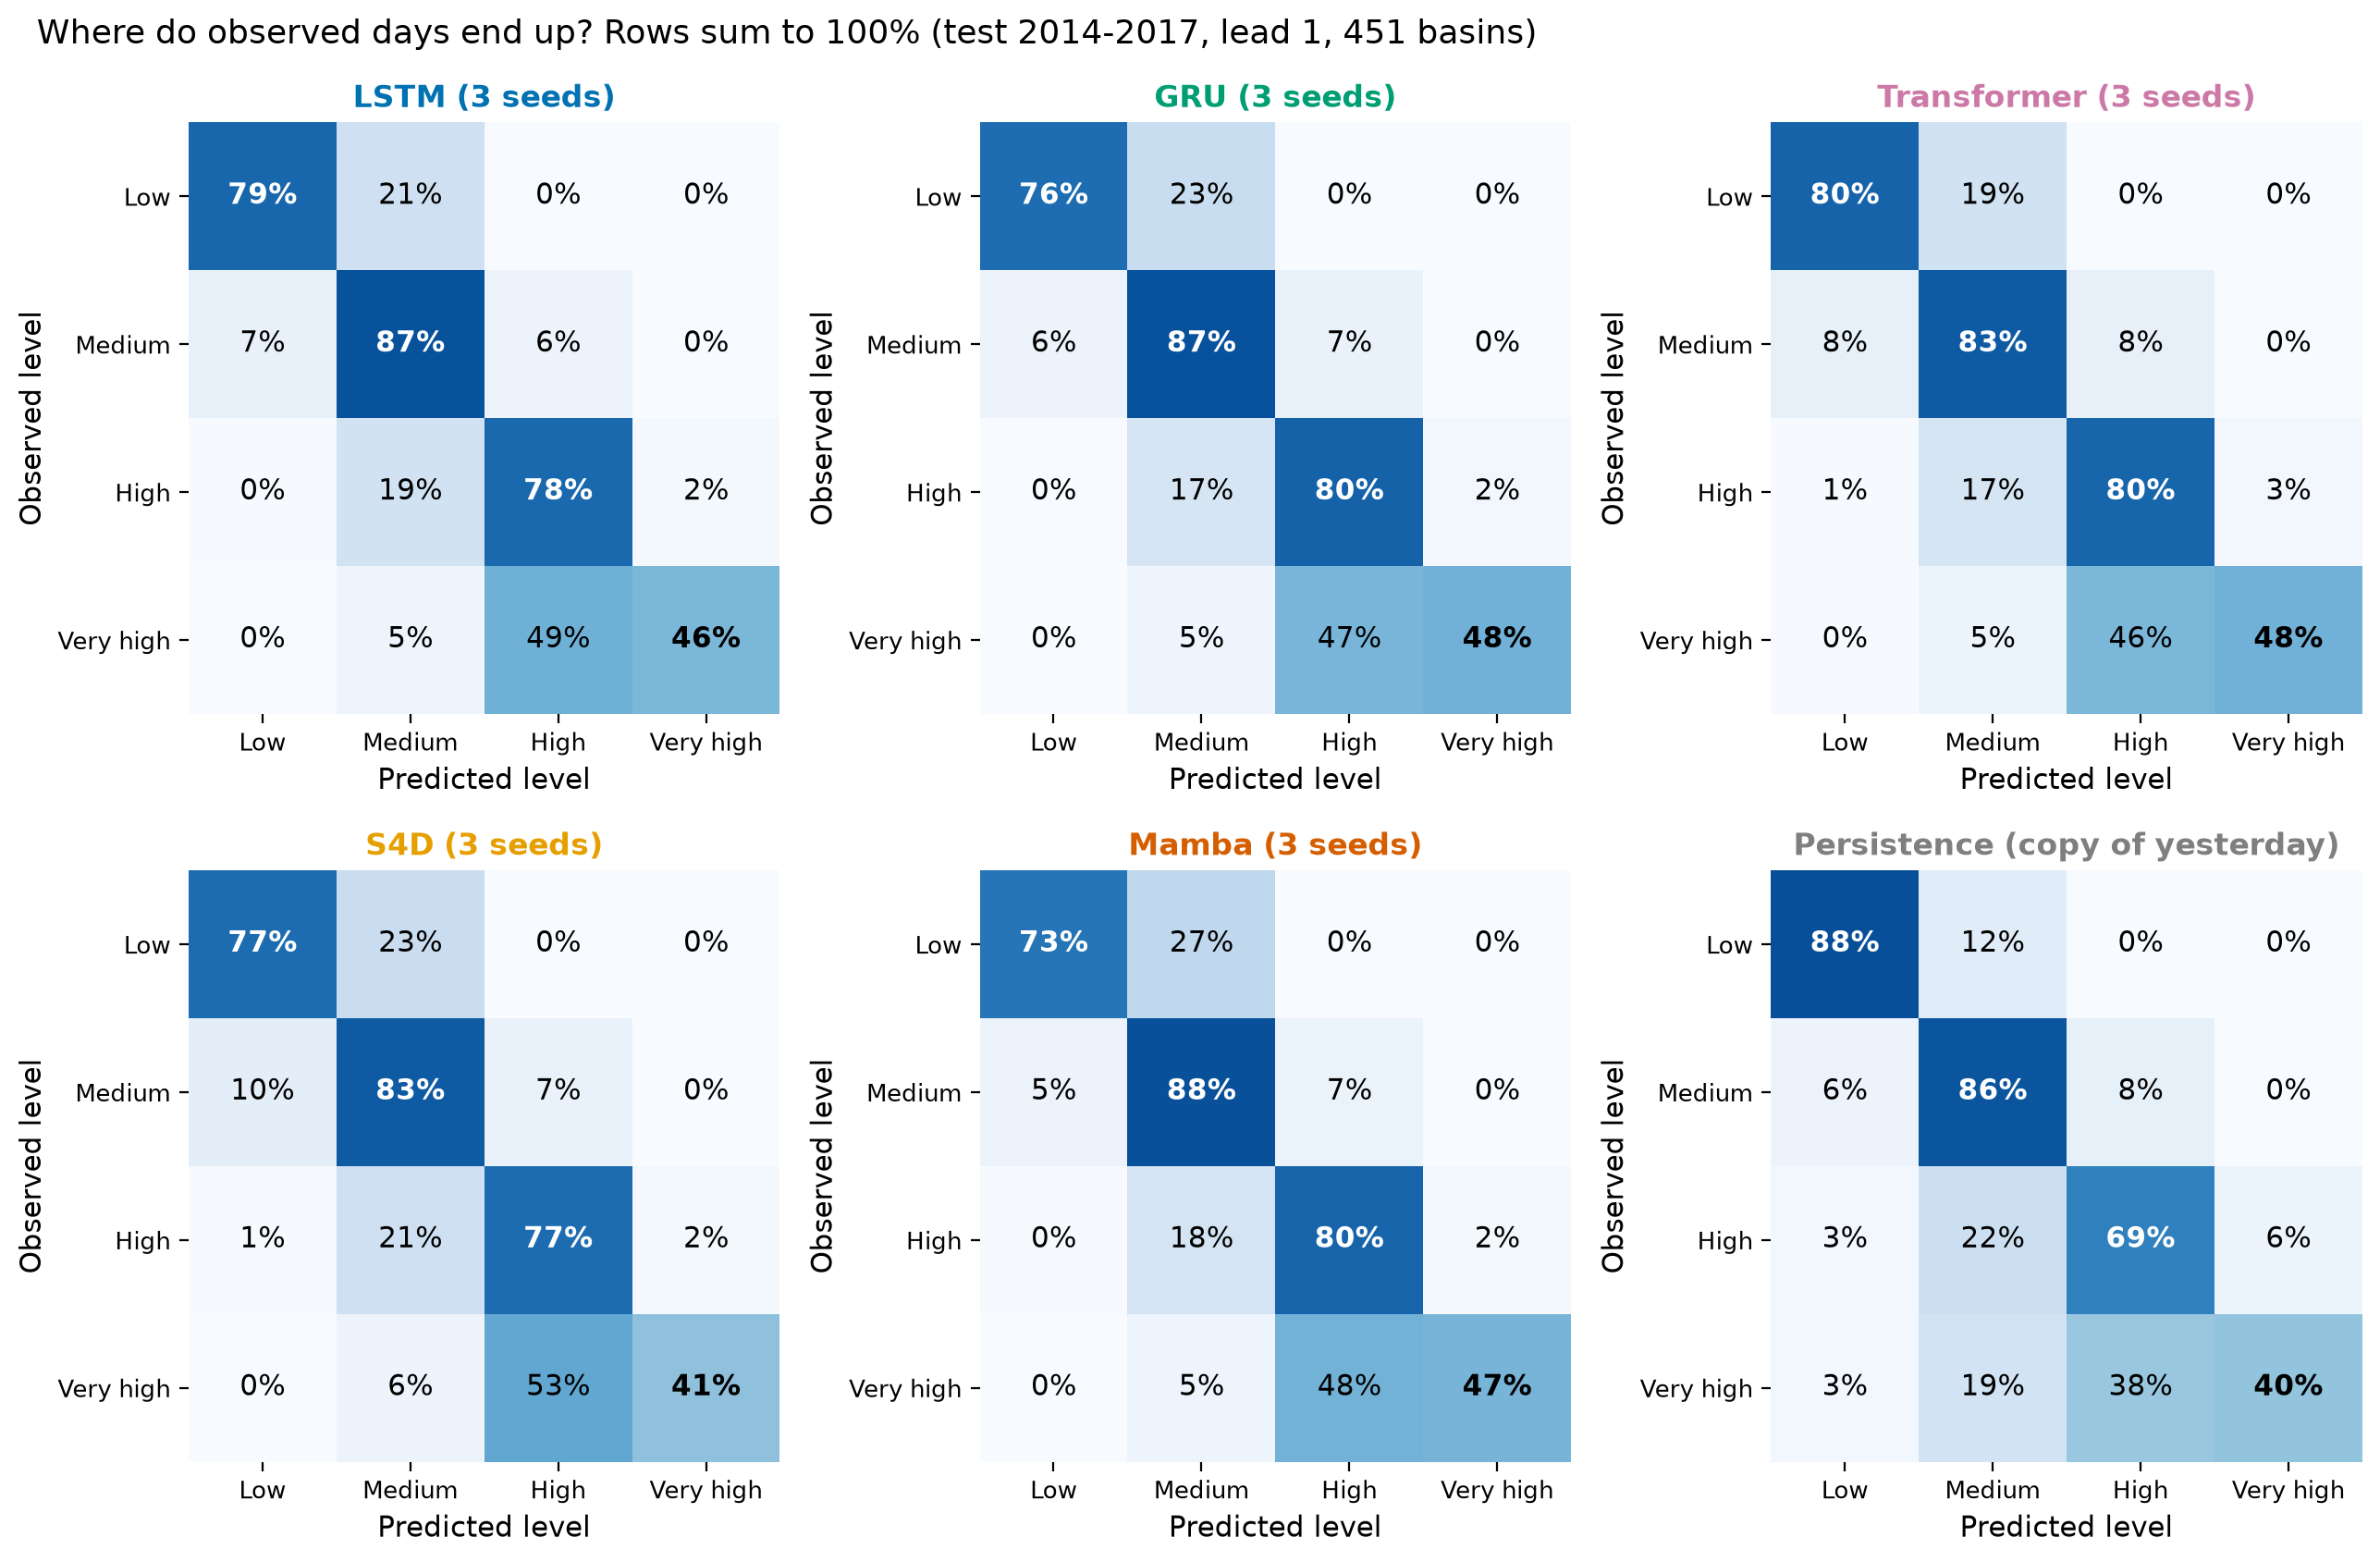 Where do observed days end up? Rows sum to 100% (test 2014-2017, lead 1, 451 basins)
LSTM (3 seeds)
Observed level
Low 79% 21% 0% 0%
Medium 7% 87% 6% 0%
High 0% 19% 78% 2%
Very high 0% 5% 49% 46%
Low Medium High Very high
Predicted level
GRU (3 seeds)
Observed level
Low 76% 23% 0% 0%
Medium 6% 87% 7% 0%
High 0% 17% 80% 2%
Very high 0% 5% 47% 48%
Low Medium High Very high
Predicted level
Transformer (3 seeds)
Observed level
Low 80% 19% 0% 0%
Medium 8% 83% 8% 0%
High 1% 17% 80% 3%
Very high 0% 5% 46% 48%
Low Medium High Very high
Predicted level
S4D (3 seeds)
Observed level
Low 77% 23% 0% 0%
Medium 10% 83% 7% 0%
High 1% 21% 77% 2%
Very high 0% 6% 53% 41%
Low Medium High Very high
Predicted level
Mamba (3 seeds)
Observed level
Low 73% 27% 0% 0%
Medium 5% 88% 7% 0%
High 0% 18% 80% 2%
Very high 0% 5% 48% 47%
Low Medium High Very high
Predicted level
Persistence (copy of yesterday)
Observed level
Low 88% 12% 0% 0%
Medium 6% 86% 8% 0%
High 3% 22% 69% 6%
Very high 3% 19% 38% 40%
Low Medium High Very high
Predicted level